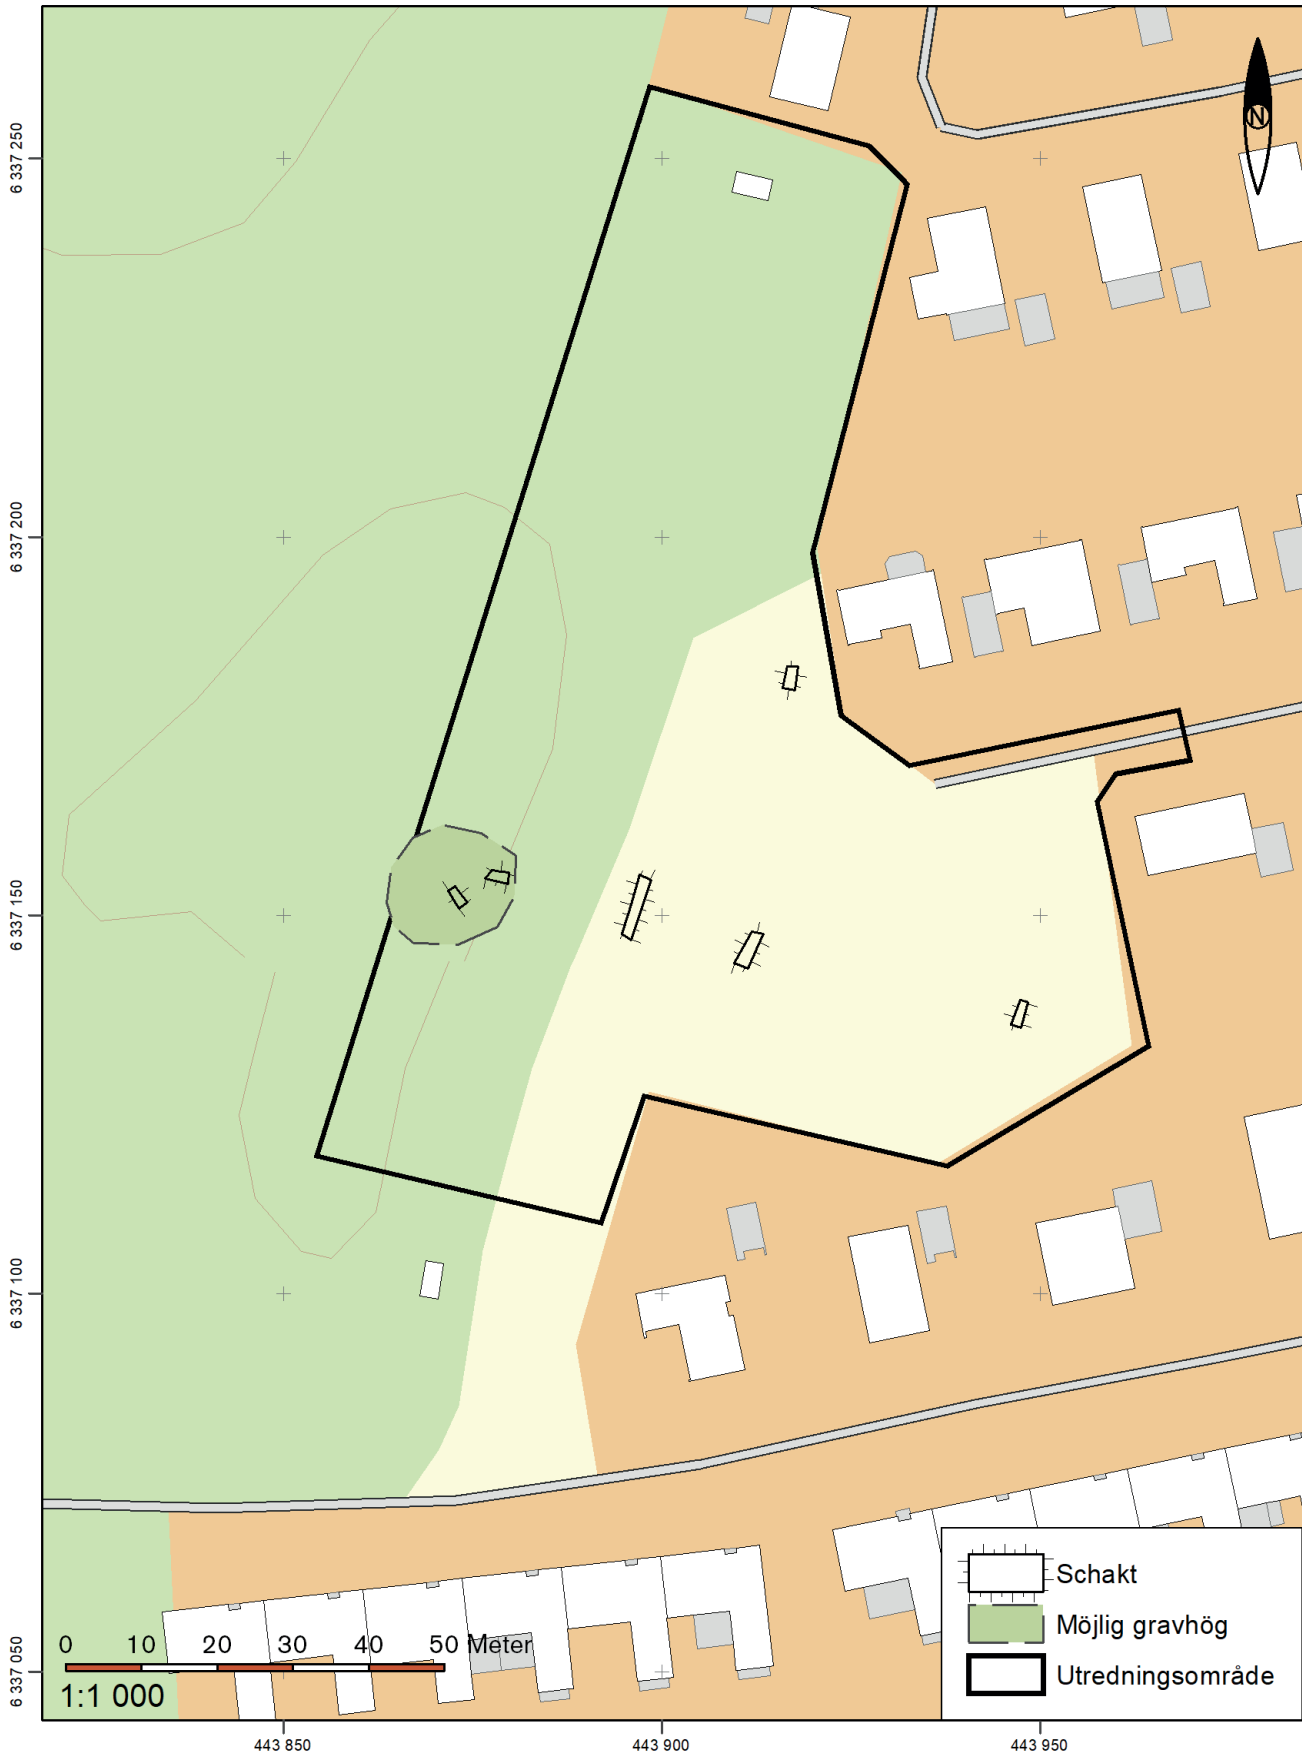 N
6 337 250
6 337 200
6 337 150
6 337 100
6 337 050
Schakt
Möjlig gravhög
Utredningsområde
0 10 20 30 40 50 Meter
1:1 000
443 850 443 900 443 950